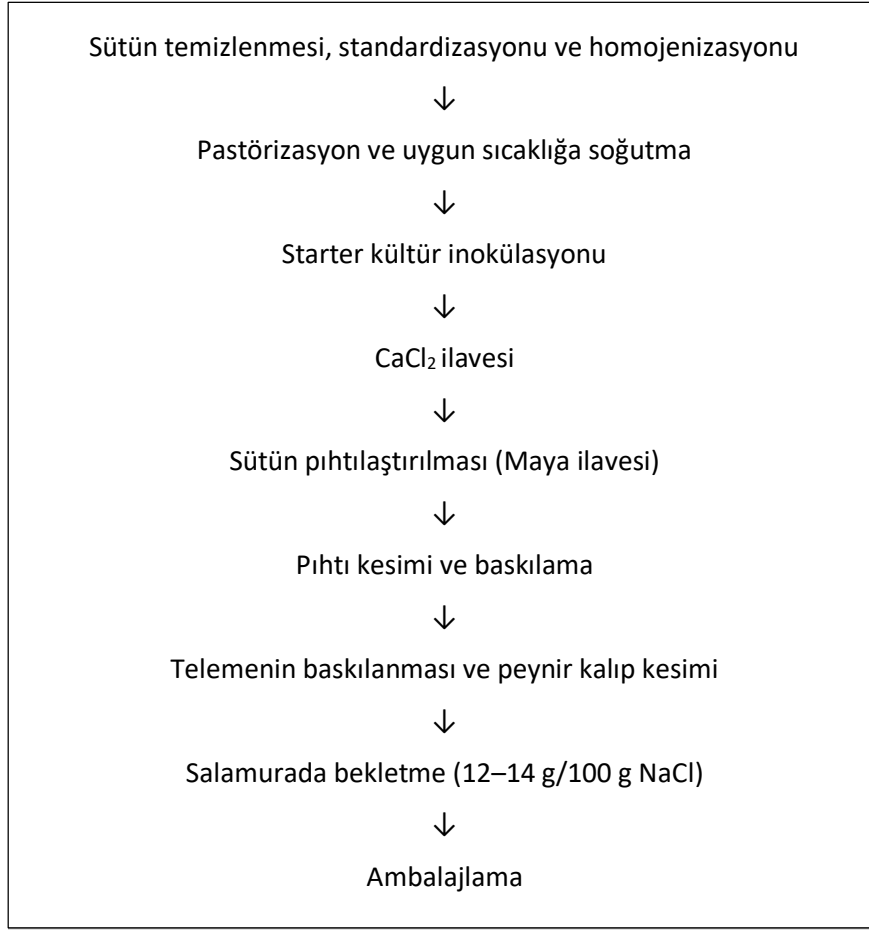 Sütün temizlenmesi, standardizasyonu ve homojenizasyonu
↓
Pastörizasyon ve uygun sıcaklığa soğutma
↓
Starter kültür inokülasyonu
↓
CaCl₂ ilavesi
↓
Sütün pıhtılaştırılması (Maya ilavesi)
↓
Pıhtı kesimi ve baskılama
↓
Telemenin baskılanması ve peynir kalıp kesimi
↓
Salamurada bekletme (12–14 g/100 g NaCl)
↓
Ambalajlama